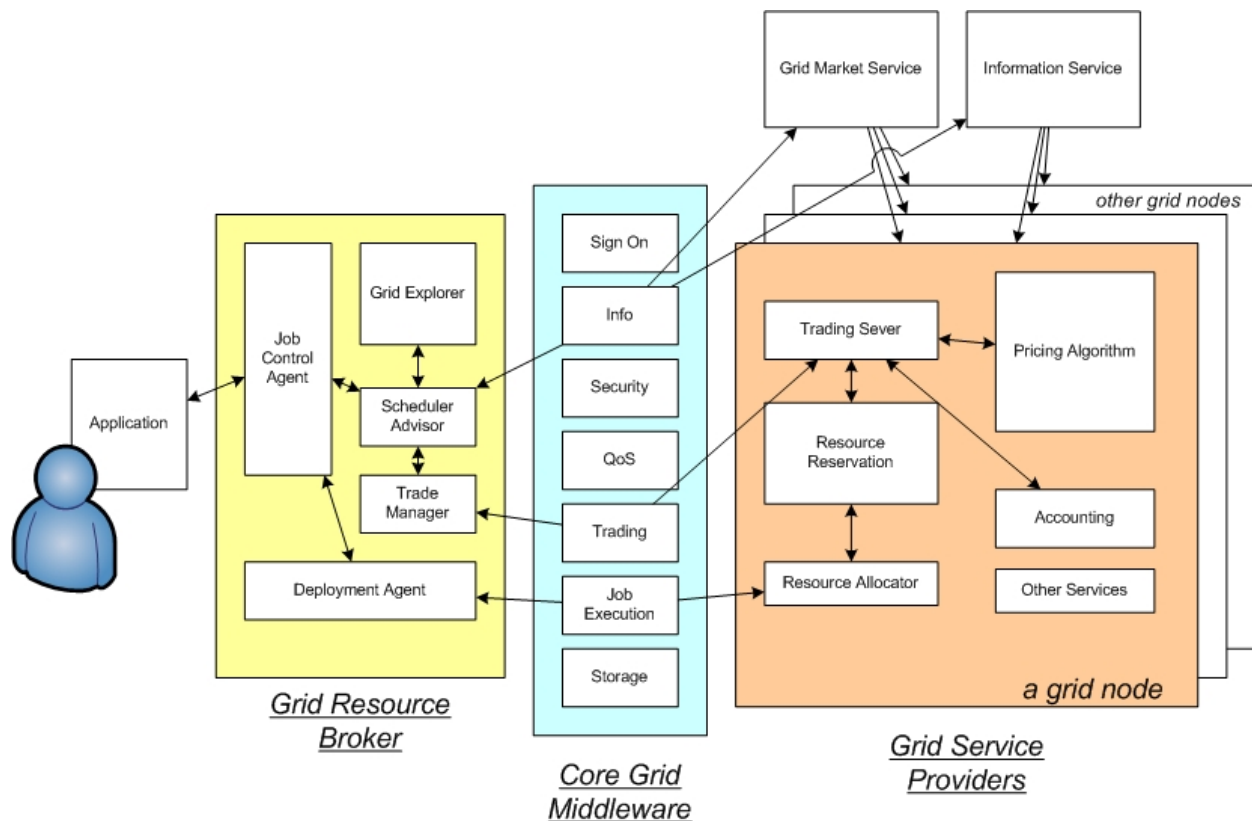 Grid Market Service
Information Service
other grid nodes
Sign On
Job
Control
Agent
Grid Explorer
Info
Trading Sever
Pricing Algorithm
Application
Scheduler
Advisor
Security
Resource
Reservation
QoS
Trade
Manager
Trading
Accounting
Deployment Agent
Job
Execution
Resource Allocator
Other Services
Storage
a grid node
Grid Resource
Broker
Core Grid
Middleware
Grid Service
Providers